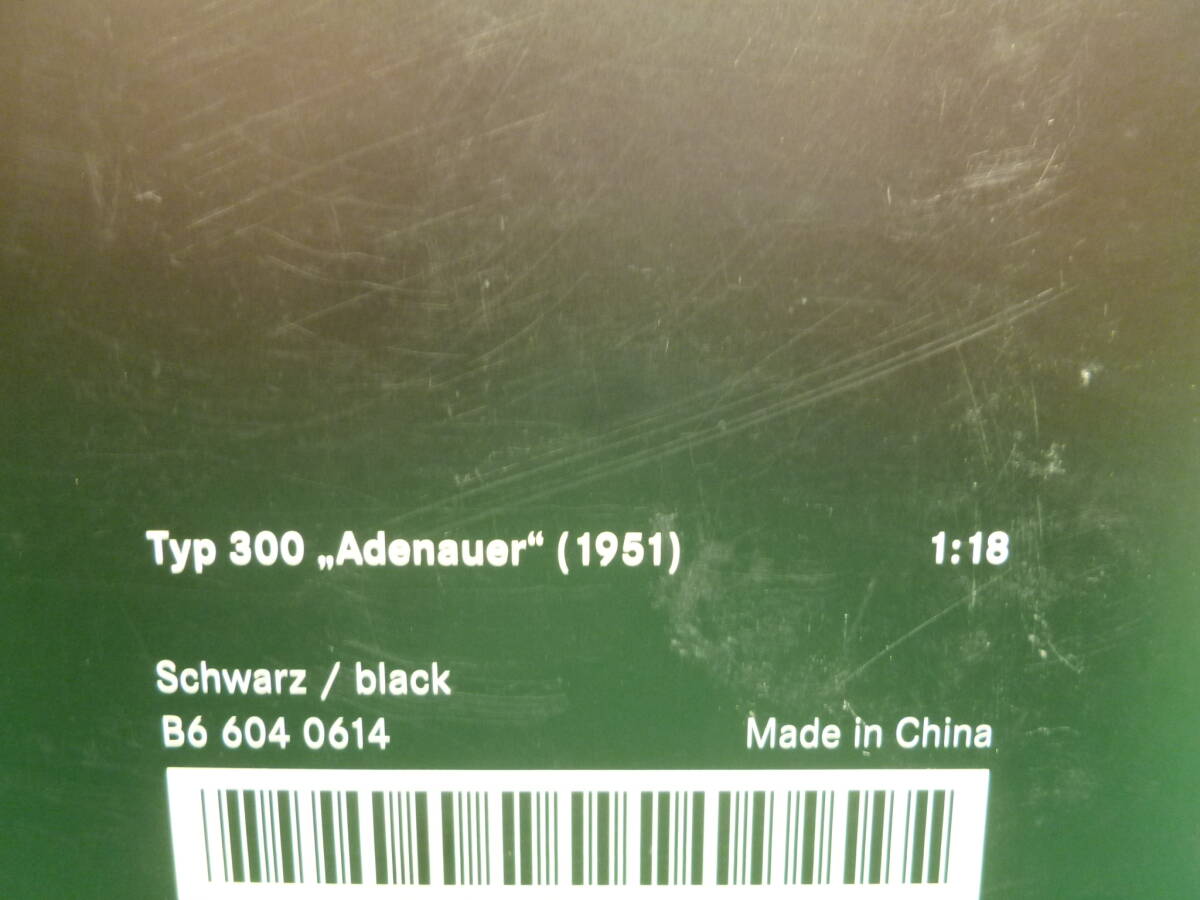 Typ 300 „Adenauer“ (1951) 1:18
Schwarz / black
B6 604 0614 Made in China